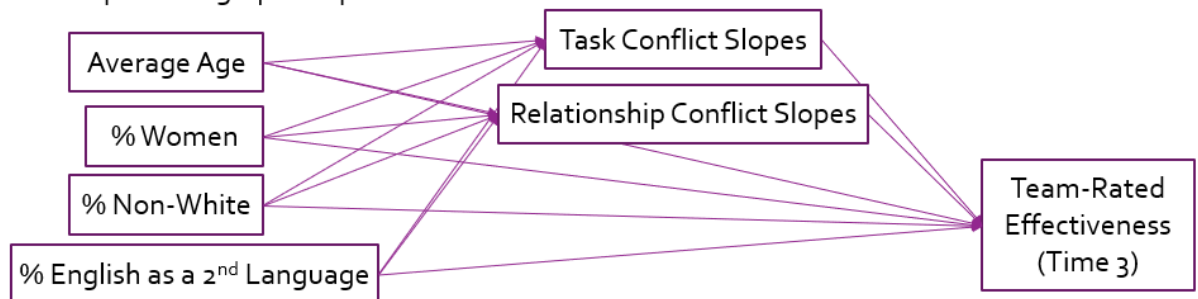 Task Conflict Slopes
Average Age
Relationship Conflict Slopes
% Women
% Non-White
Team-Rated
Effectiveness
(Time 3)
% English as a 2nd Language